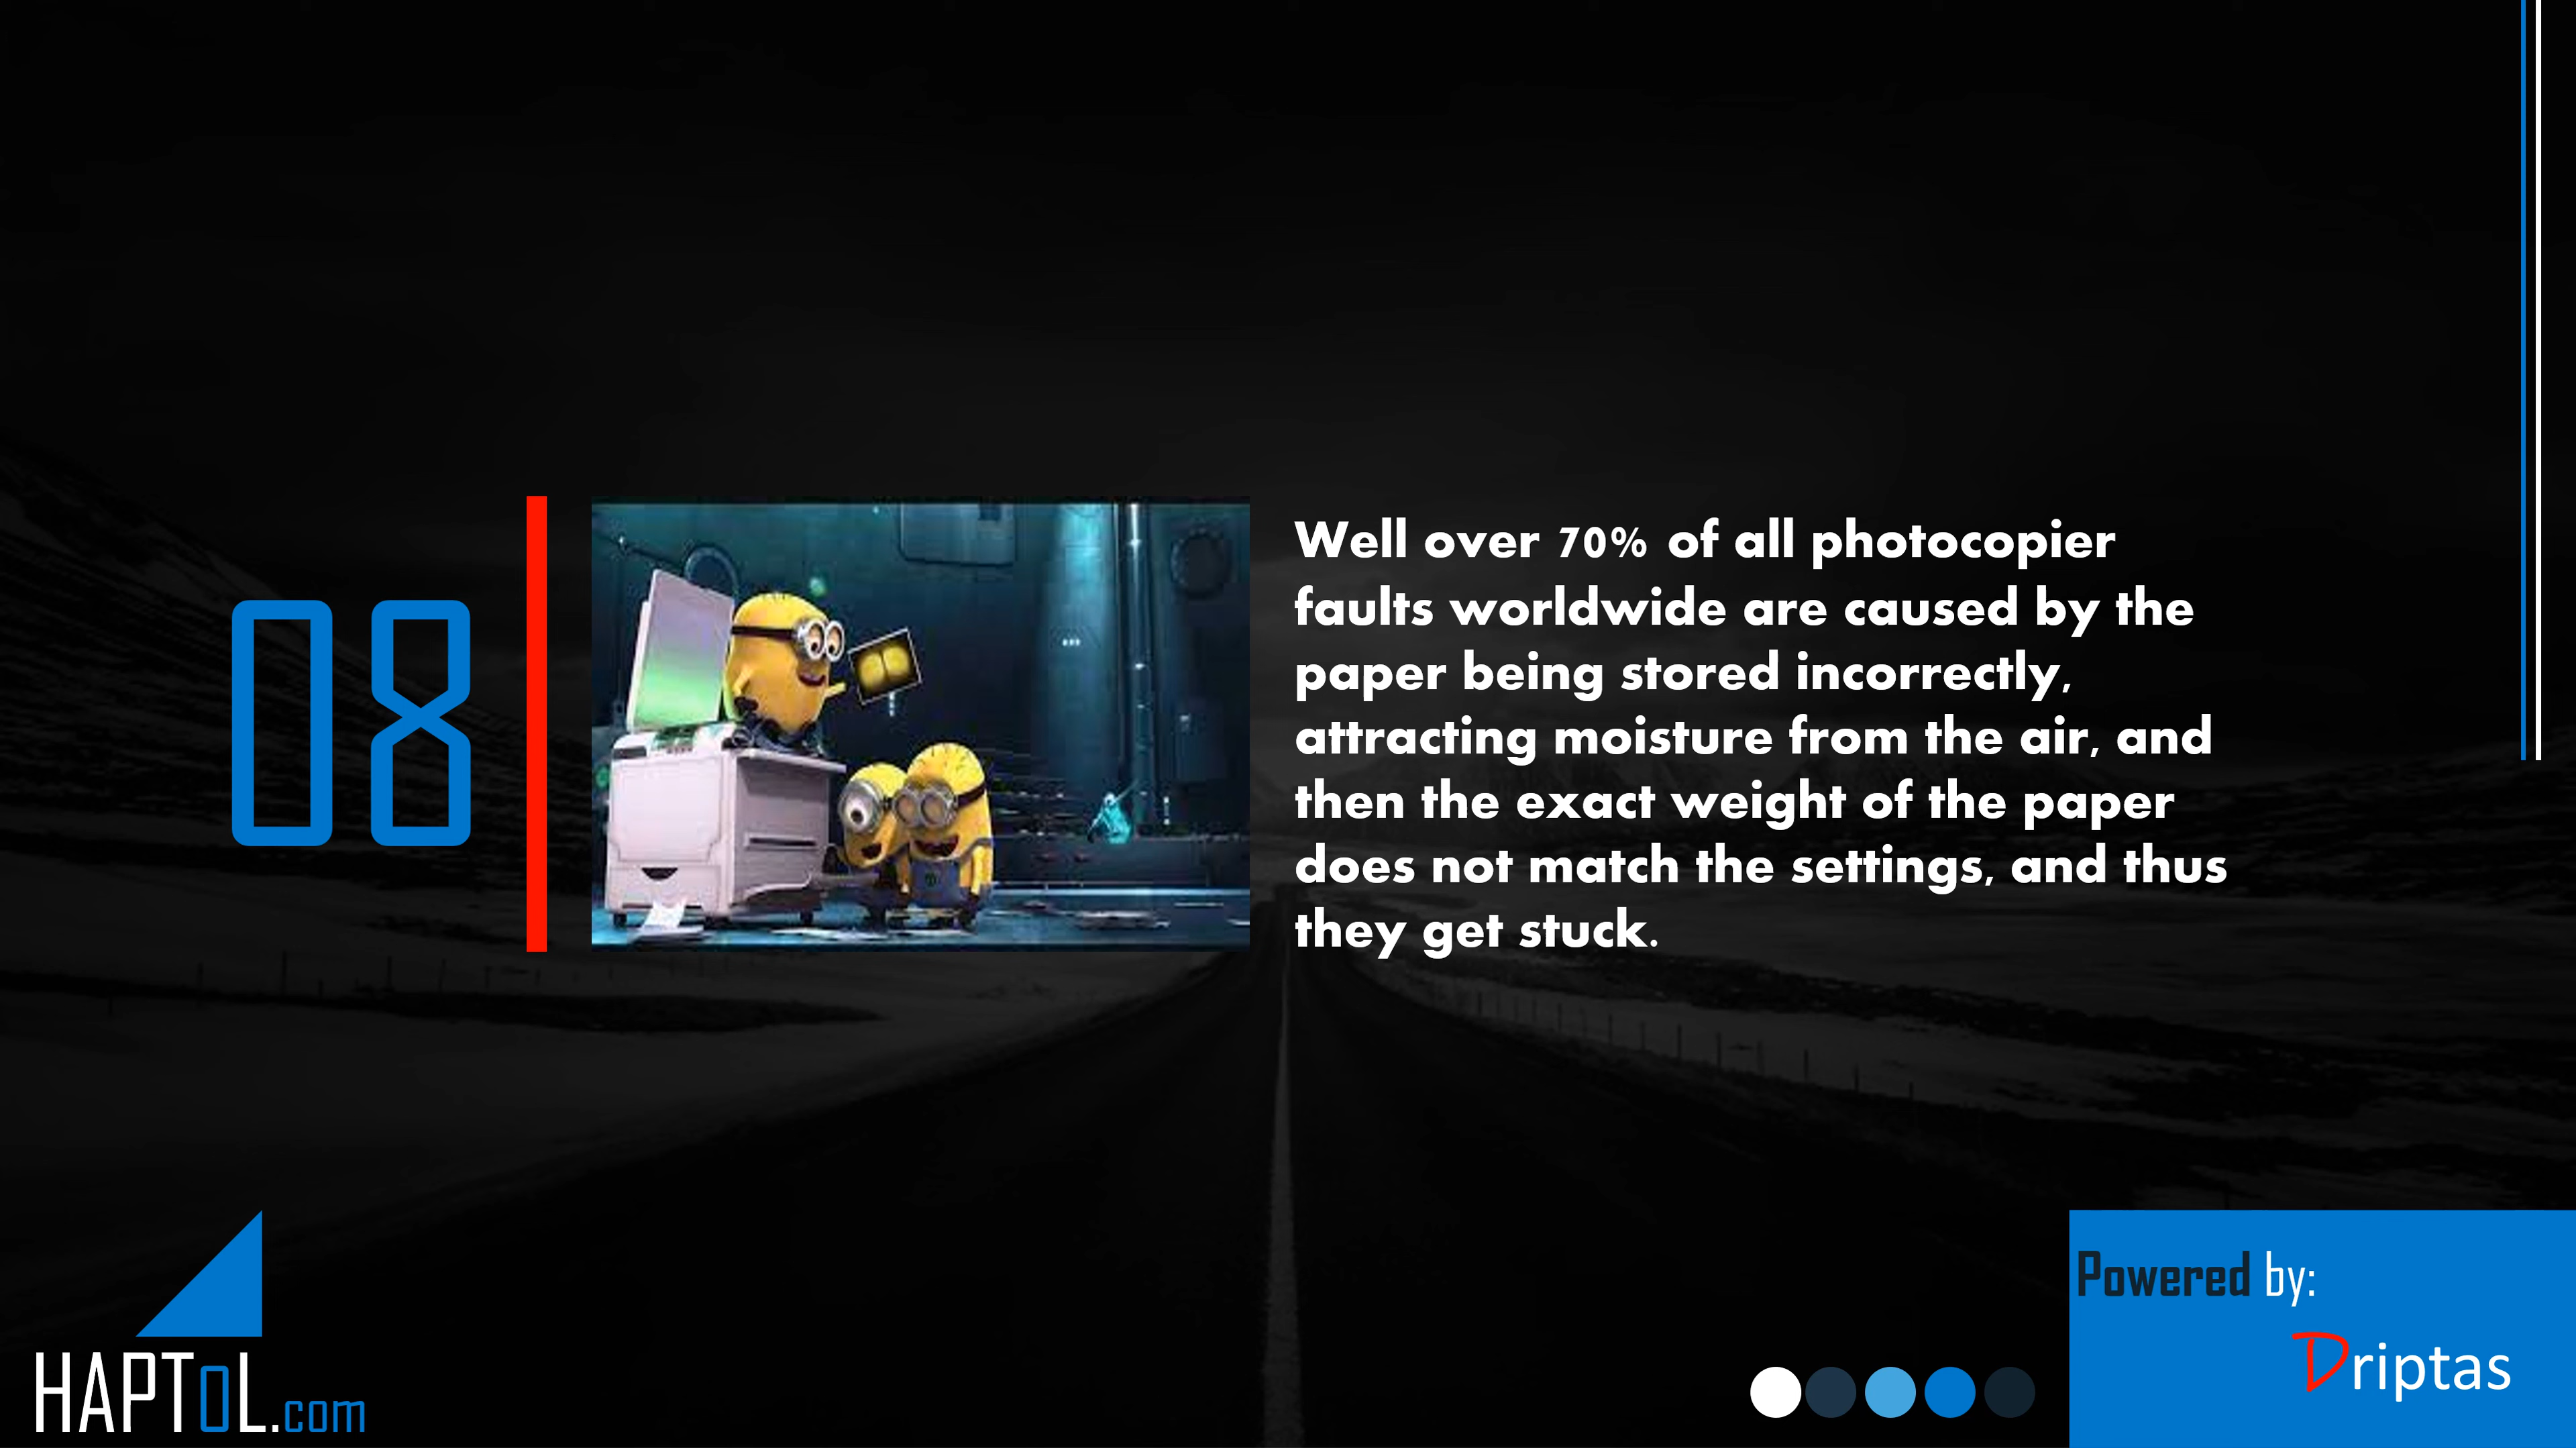 08
Well over 70% of all photocopier
faults worldwide are caused by the
paper being stored incorrectly,
attracting moisture from the air, and
then the exact weight of the paper
does not match the settings, and thus
they get stuck.
HAPToL.com
Powered by:
Driptas